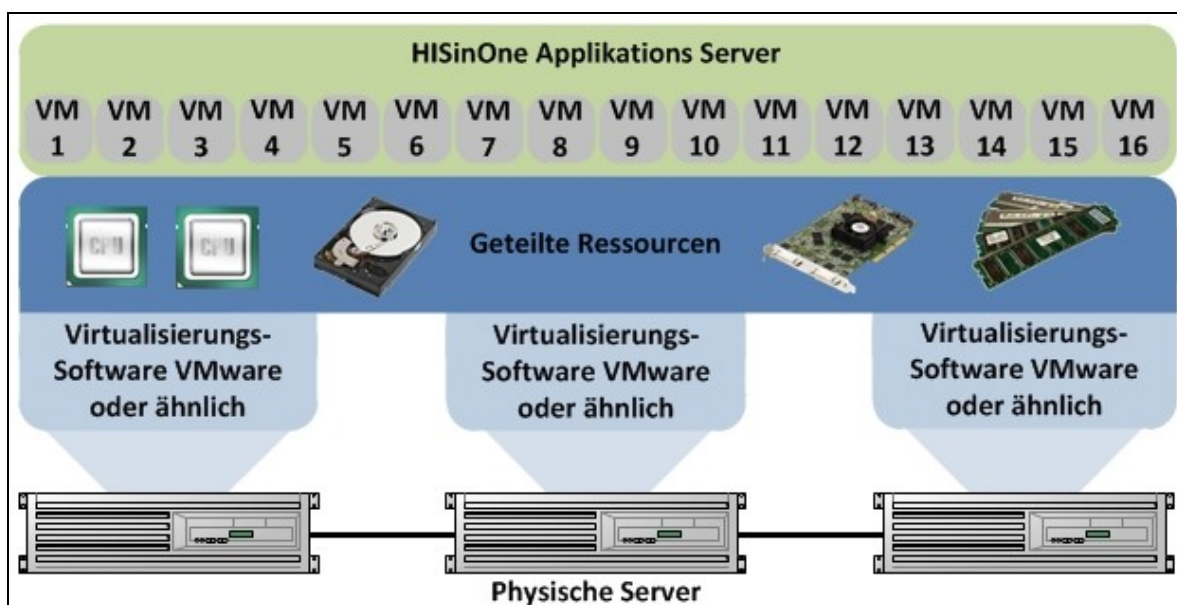 HISinOne Applikations Server
VM 1 VM 2 VM 3 VM 4 VM 5 VM 6 VM 7 VM 8 VM 9 VM 10 VM 11 VM 12 VM 13 VM 14 VM 15 VM 16
CPU CPU Geteilte Ressourcen
Virtualisierungs-
Software VMware
oder ähnlich
Virtualisierungs-
Software VMware
oder ähnlich
Virtualisierungs-
Software VMware
oder ähnlich
Physische Server